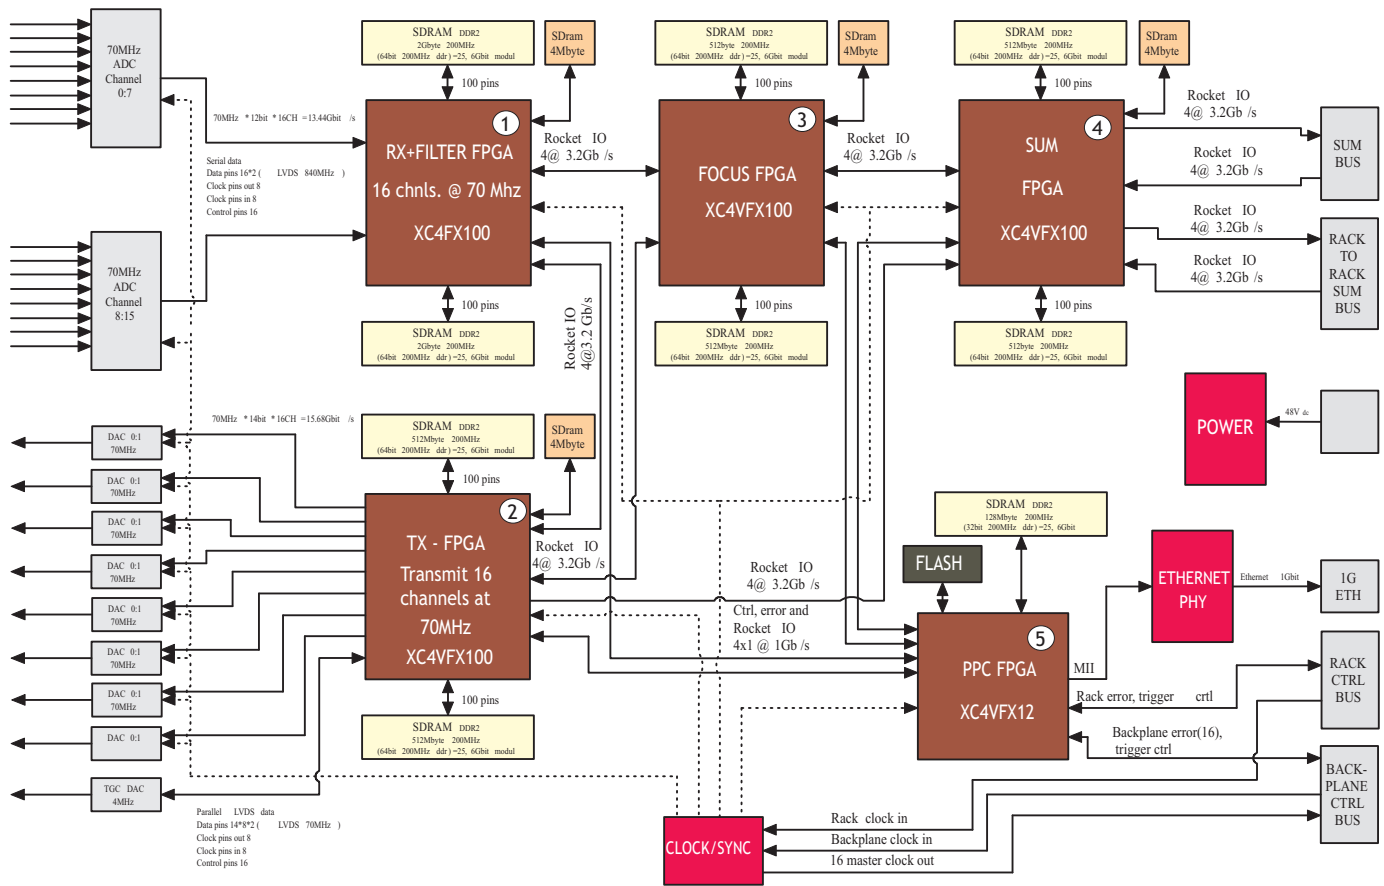 70MHz
ADC
Channel
0:7
70MHz *12bit *16CH =13.44Gbit /s
Serial data
Data pins 16*2 ( LVDS 840MHz )
Clock pins out 8
Clock pins in 8
Control pins 16
70MHz
ADC
Channel
8:15
SDRAM DDR2
2Gbyte 200MHz
(64bit 200MHz ddr)=25, 6Gbit modul
SDram
4Mbyte
100 pins
1
RX+FILTER FPGA
16 chnls. @ 70 Mhz
XC4FX100
100 pins
SDRAM DDR2
2Gbyte 200MHz
(64bit 200MHz ddr)=25, 6Gbit modul
Rocket IO
4@ 3.2Gb /s
Rocket IO
4@3.2 Gb/s
SDRAM DDR2
512byte 200MHz
(64bit 200MHz ddr)=25, 6Gbit modul
SDram
4Mbyte
100 pins
3
FOCUS FPGA
XC4VFX100
100 pins
SDRAM DDR2
512Mbyte 200MHz
(64bit 200MHz ddr)=25, 6Gbit modul
Rocket IO
4@ 3.2Gb /s
SDRAM DDR2
512Mbyte 200MHz
(64bit 200MHz ddr)=25, 6Gbit modul
SDram
4Mbyte
100 pins
4
SUM
FPGA
XC4VFX100
100 pins
SDRAM DDR2
512byte 200MHz
(64bit 200MHz ddr)=25, 6Gbit modul
Rocket IO
4@ 3.2Gb /s
Rocket IO
4@ 3.2Gb /s
Rocket IO
4@ 3.2Gb /s
Rocket IO
4@ 3.2Gb /s
SUM
BUS
RACK
TO
RACK
SUM
BUS
POWER
48V dc
70MHz *14bit *16CH =15.68Gbit /s
DAC 0:1
70MHz
DAC 0:1
70MHz
DAC 0:1
70MHz
DAC 0:1
70MHz
DAC 0:1
70MHz
DAC 0:1
70MHz
DAC 0:1
70MHz
DAC 0:1
TGC DAC
4MHz
Parallel LVDS data
Data pins 14*8*2 ( LVDS 70MHz )
Clock pins out 8
Clock pins in 8
Control pins 16
SDRAM DDR2
512Mbyte 200MHz
(64bit 200MHz ddr)=25, 6Gbit modul
SDram
4Mbyte
100 pins
2
TX - FPGA
Transmit 16
channels at
70MHz
XC4VFX100
100 pins
SDRAM DDR2
512Mbyte 200MHz
(64bit 200MHz ddr)=25, 6Gbit modul
Rocket IO
4@ 3.2Gb /s
Rocket IO
4@ 3.2Gb /s
Ctrl, error and
Rocket IO
4x1 @ 1Gb /s
SDRAM DDR2
128Mbyte 200MHz
(32bit 200MHz ddr)=25, 6Gbit
FLASH
5
PPC FPGA
XC4VFX12
MII
ETHERNET
PHY
Ethernet 1Gbit
1G
ETH
Rack error, trigger crtl
RACK
CTRL
BUS
Backplane error(16),
trigger ctrl
BACK-
PLANE
CTRL
BUS
CLOCK/SYNC
Rack clock in
Backplane clock in
16 master clock out